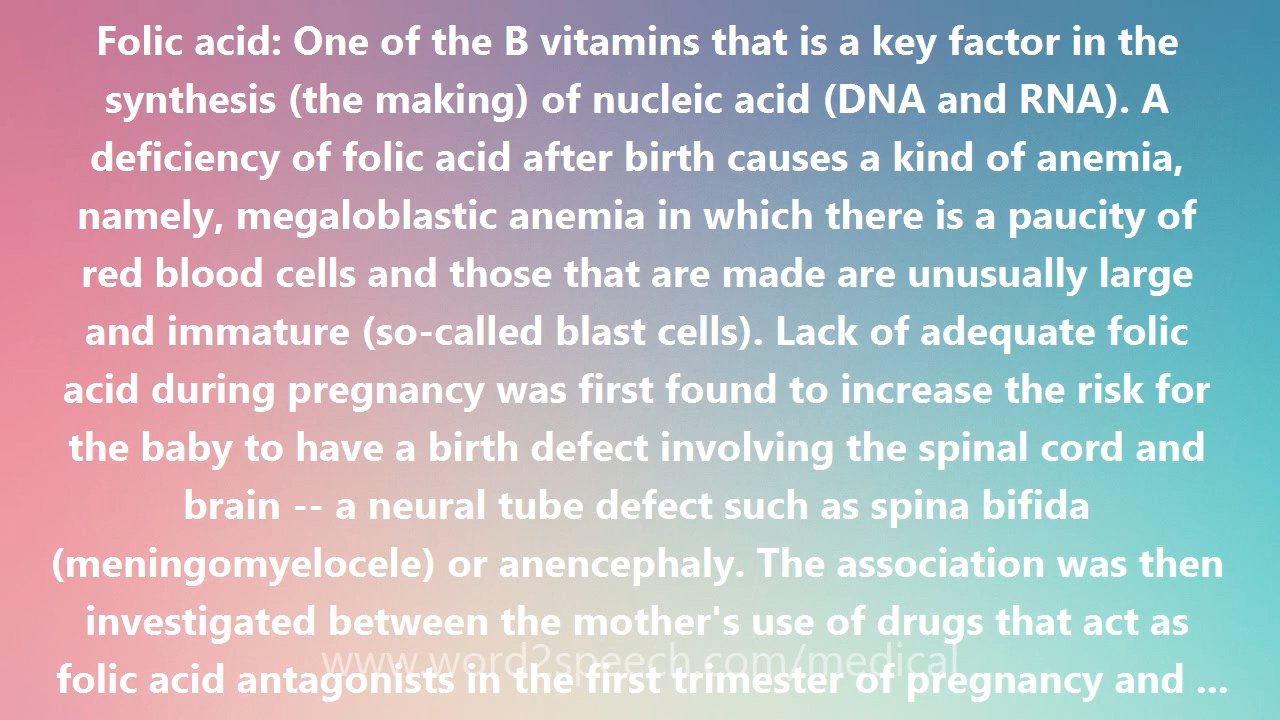 Folic acid: One of the B vitamins that is a key factor in the
synthesis (the making) of nucleic acid (DNA and RNA). A
deficiency of folic acid after birth causes a kind of anemia,
namely, megaloblastic anemia in which there is a paucity of
red blood cells and those that are made are unusually large
and immature (so-called blast cells). Lack of adequate folic
acid during pregnancy was first found to increase the risk for
the baby to have a birth defect involving the spinal cord and
brain -- a neural tube defect such as spina bifida
(meningomyelocele) or anencephaly. The association was then
investigated between the mother's use of drugs that act as
www.word2speech.com/medical
folic acid antagonists in the first trimester of pregnancy and ...